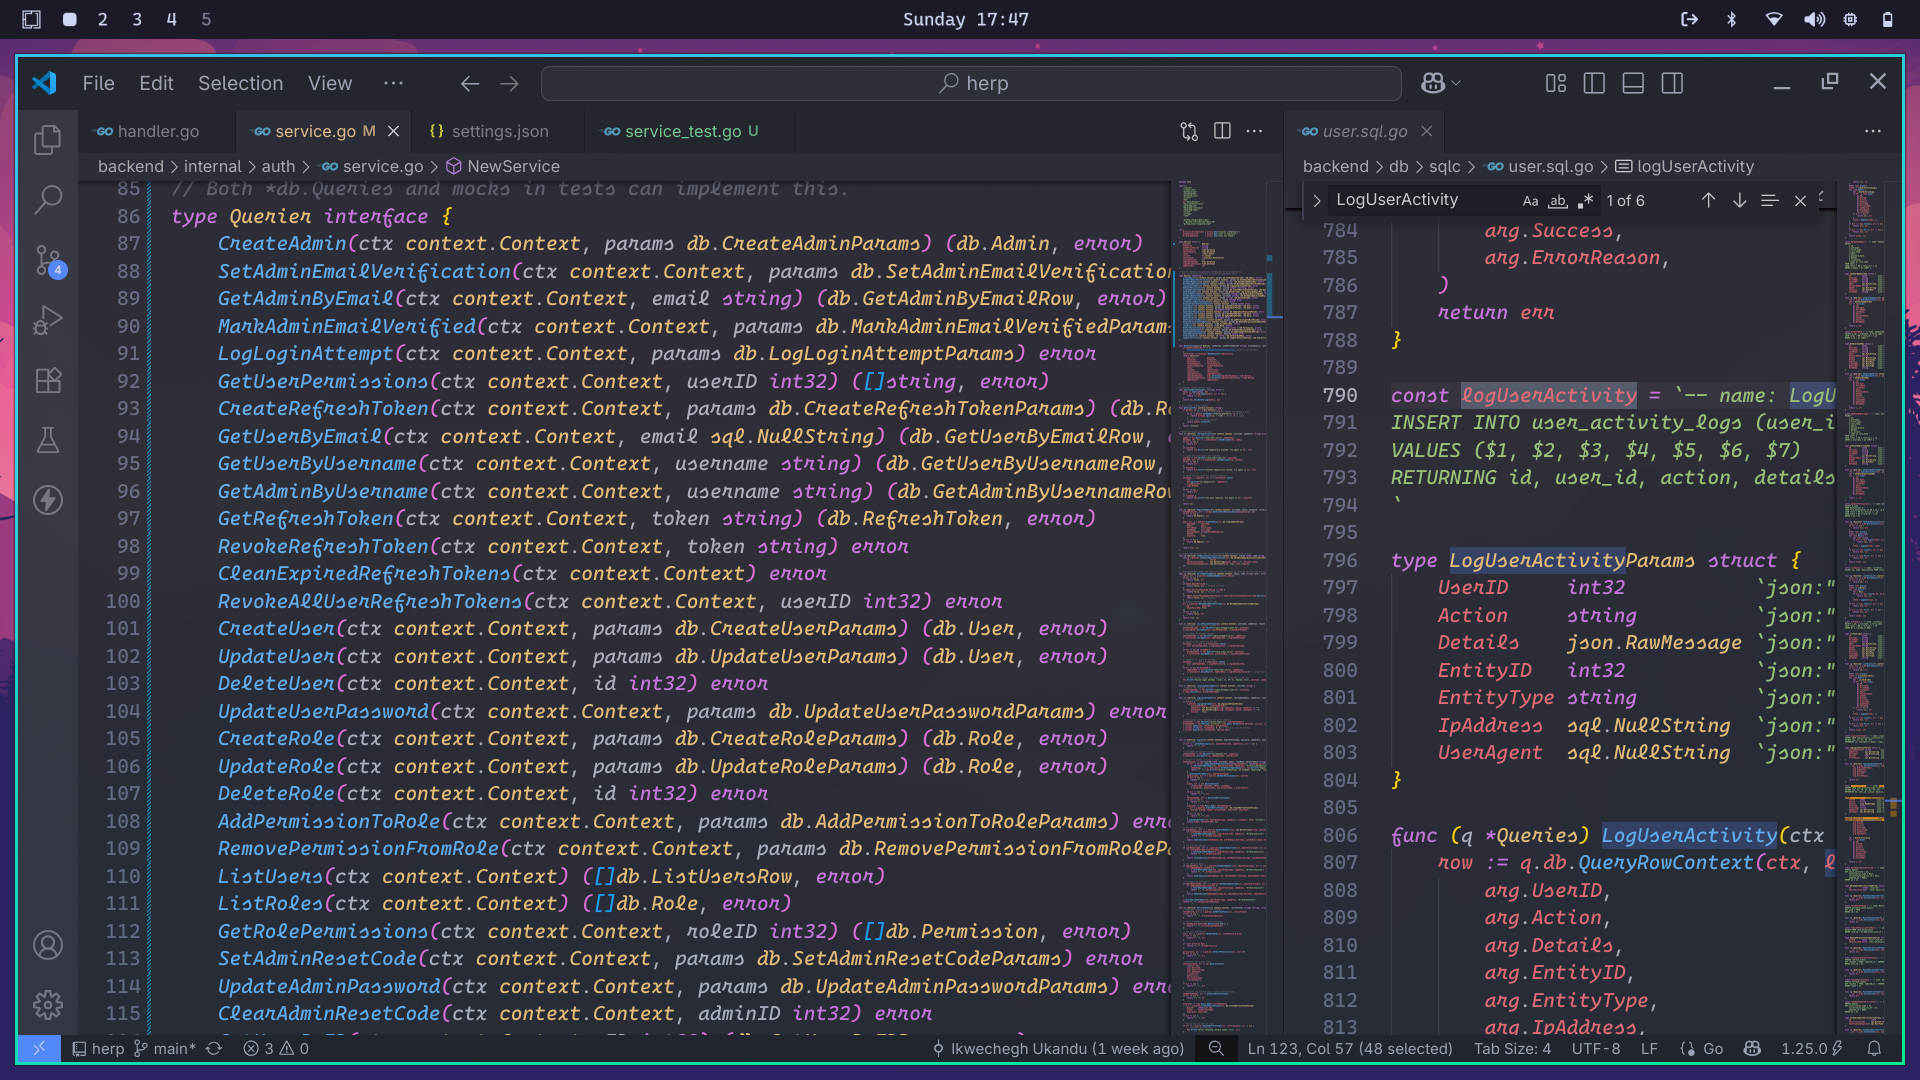 2 3 4 5
Sunday 17:47
File Edit Selection View ···
herp
handler.go
service.go M
{} settings.json
service_test.go U
user.sql.go
backend > internal > auth > service.go > NewService
backend > db > sqlc > user.sql.go > logUserActivity
85 // Both *db.Queries and mocks in tests can implement this.
86 type Querier interface {
87 CreateAdmin(ctx context.Context, params db.CreateAdminParams) (db.Admin, error)
88 SetAdminEmailVerification(ctx context.Context, params db.SetAdminEmailVerification
89 GetAdminByEmail(ctx context.Context, email string) (db.GetAdminByEmailRow, error)
90 MarkAdminEmailVerified(ctx context.Context, params db.MarkAdminEmailVerifiedParams
91 LogLoginAttempt(ctx context.Context, params db.LogLoginAttemptParams) error
92 GetUserPermissions(ctx context.Context, userID int32) ([]string, error)
93 CreateRefreshToken(ctx context.Context, params db.CreateRefreshTokenParams) (db.Re
94 GetUserByEmail(ctx context.Context, email sql.NullString) (db.GetUserByEmailRow,
95 GetUserByUsername(ctx context.Context, username string) (db.GetUserByUsernameRow,
96 GetAdminByUsername(ctx context.Context, username string) (db.GetAdminByUsernameRow
97 GetRefreshToken(ctx context.Context, token string) (db.RefreshToken, error)
98 RevokeRefreshToken(ctx context.Context, token string) error
99 CleanExpiredRefreshTokens(ctx context.Context) error
100 RevokeAllUserRefreshTokens(ctx context.Context, userID int32) error
101 CreateUser(ctx context.Context, params db.CreateUserParams) (db.User, error)
102 UpdateUser(ctx context.Context, params db.UpdateUserParams) (db.User, error)
103 DeleteUser(ctx context.Context, id int32) error
104 UpdateUserPassword(ctx context.Context, params db.UpdateUserPasswordParams) error
105 CreateRole(ctx context.Context, params db.CreateRoleParams) (db.Role, error)
106 UpdateRole(ctx context.Context, params db.UpdateRoleParams) (db.Role, error)
107 DeleteRole(ctx context.Context, id int32) error
108 AddPermissionToRole(ctx context.Context, params db.AddPermissionToRoleParams) erro
109 RemovePermissionFromRole(ctx context.Context, params db.RemovePermissionFromRolePa
110 ListUsers(ctx context.Context) ([]db.ListUsersRow, error)
111 ListRoles(ctx context.Context) ([]db.Role, error)
112 GetRolePermissions(ctx context.Context, roleID int32) ([]db.Permission, error)
113 SetAdminResetCode(ctx context.Context, params db.SetAdminResetCodeParams) error
114 UpdateAdminPassword(ctx context.Context, params db.UpdateAdminPasswordParams) erro
115 ClearAdminResetCode(ctx context.Context, adminID int32) error
LogUserActivity Aa ab .* 1 of 6
784 arg.Success,
785 arg.ErrorReason,
786 )
787 return err
788 }
789
790 const logUserActivity = `-- name: LogU
791 INSERT INTO user_activity_logs (user_i
792 VALUES ($1, $2, $3, $4, $5, $6, $7)
793 RETURNING id, user_id, action, details
794 `
795
796 type LogUserActivityParams struct {
797 UserID int32 `json:"
798 Action string `json:"
799 Details json.RawMessage `json:"
800 EntityID int32 `json:"
801 EntityType string `json:"
802 IpAddress sql.NullString `json:"
803 UserAgent sql.NullString `json:"
804 }
805
806 func (q *Queries) LogUserActivity(ctx
807 row := q.db.QueryRowContext(ctx, l
808 arg.UserID,
809 arg.Action,
810 arg.Details,
811 arg.EntityID,
812 arg.EntityType,
813 arg.IpAddress,
4
herp main* 3 0
Ikwechegh Ukandu (1 week ago)
Ln 123, Col 57 (48 selected) Tab Size: 4 UTF-8 LF {} Go 1.25.0